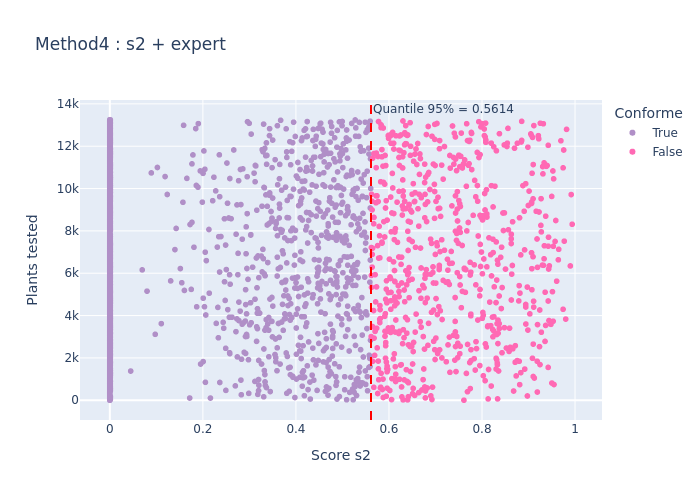 Method4 : s2 + expert
Quantile 95% = 0.5614
Conforme
True
False
Plants tested
14k
12k
10k
8k
6k
4k
2k
0
0 0.2 0.4 0.6 0.8 1
Score s2